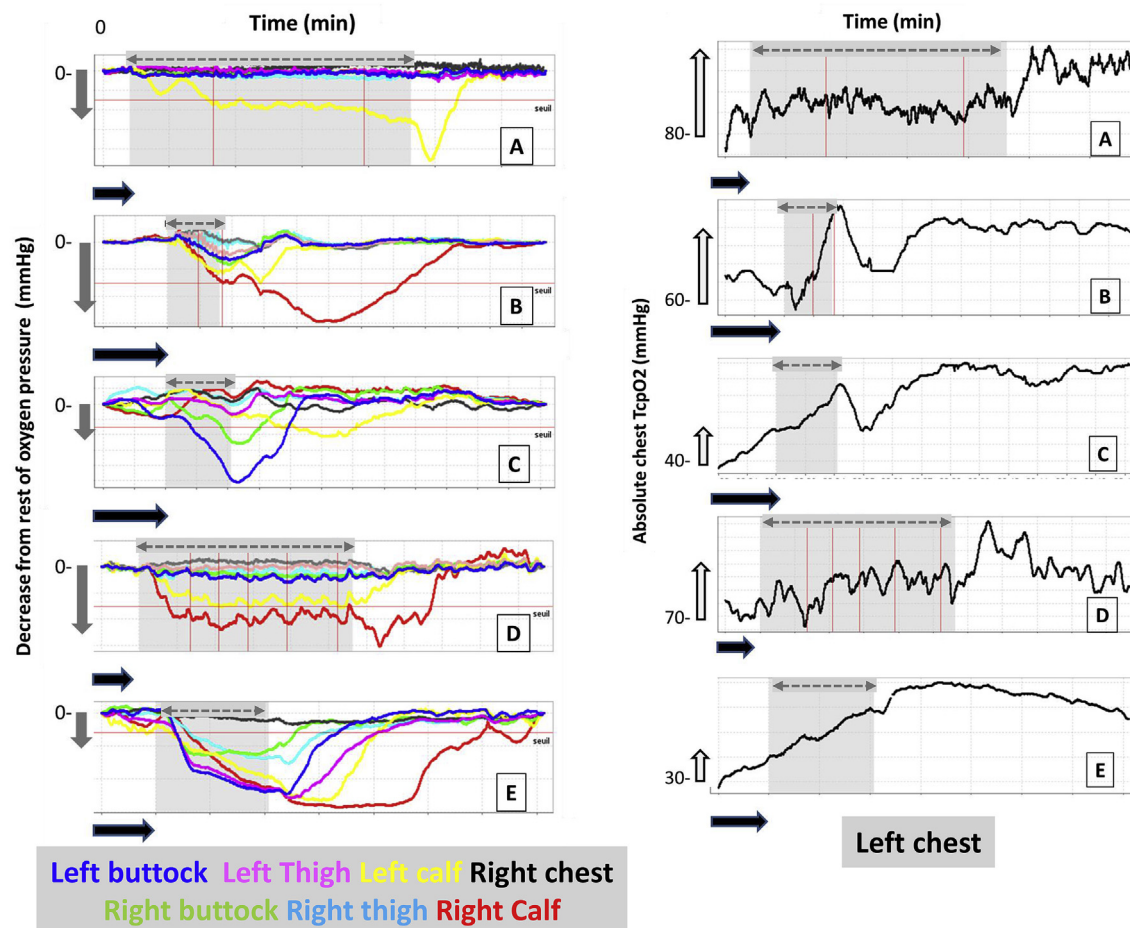 0
Time (min)
Time (min)
0-
seuil
A
80-
A
0-
seuil
B
60-
B
0-
seuil
C
40-
C
0-
seuil
D
70-
D
0-
seuil
E
30-
E
Decrease from rest of oxygen pressure (mmHg)
Absolute chest TcpO2 (mmHg)
Left buttock Left Thigh Left calf Right chest
Right buttock Right thigh Right Calf
Left chest